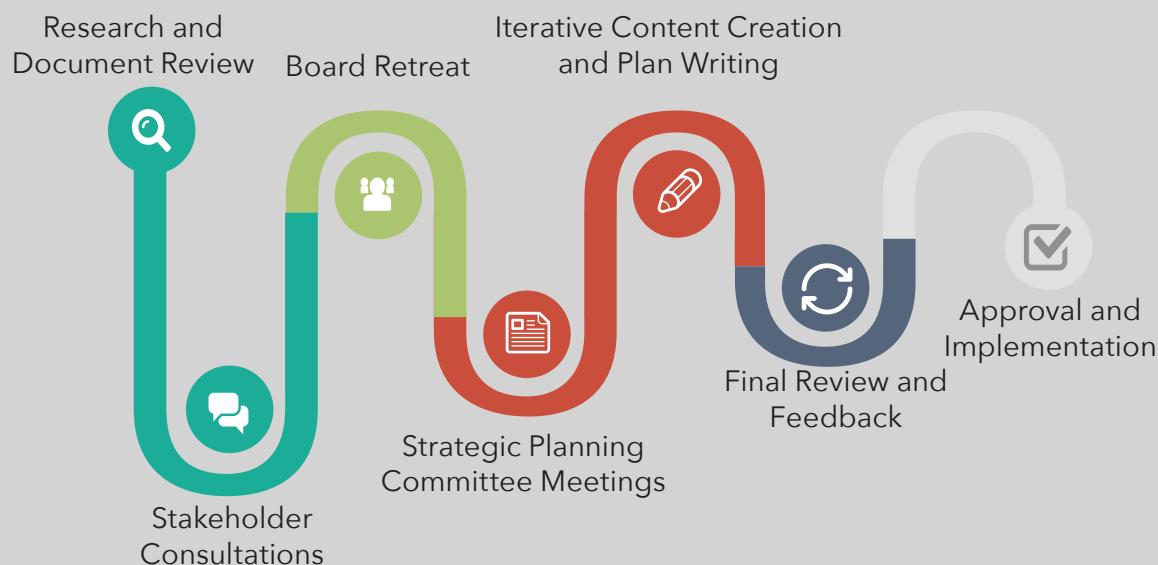 Research and
Document Review
Stakeholder
Consultations
Board Retreat
Strategic Planning
Committee Meetings
Iterative Content Creation
and Plan Writing
Final Review and
Feedback
Approval and
Implementation